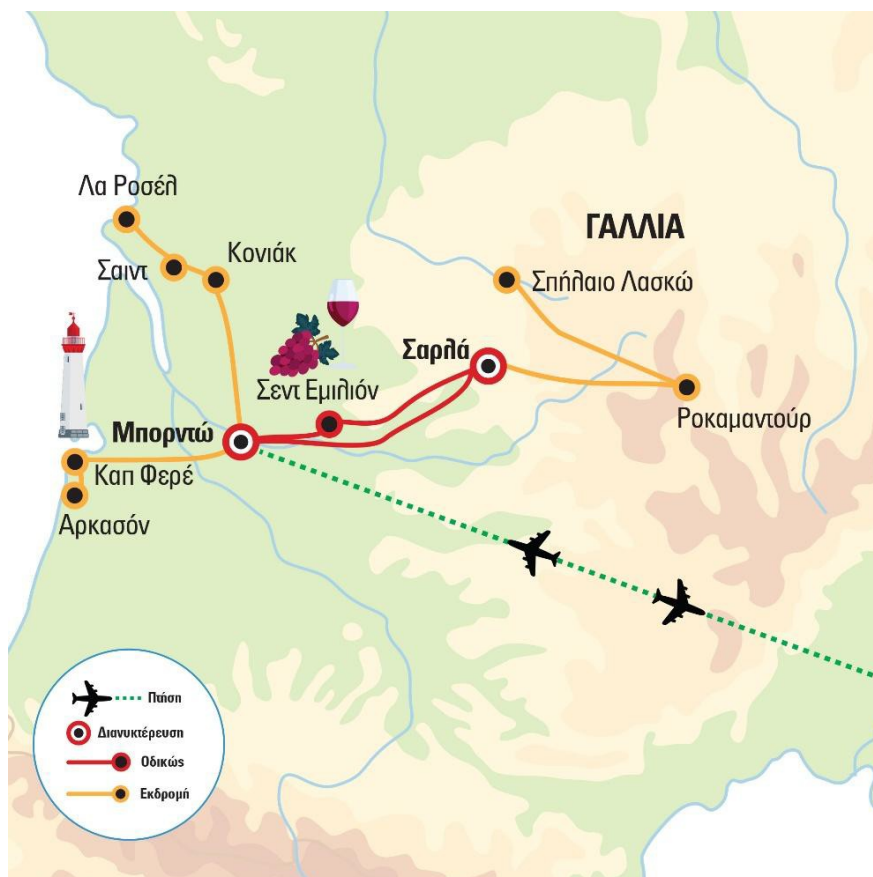 Λα Ροσέλ
Σαιντ
Κονιάκ
ΓΑΛΛΙΑ
Σπήλαιο Λασκώ
Σαρλά
Σεντ Εμιλιόν
Ροκαμαντούρ
Μπορντώ
Καπ Φερέ
Αρκασόν
Πτήση
Διανυκτέρευση
Οδικώς
Εκδρομή